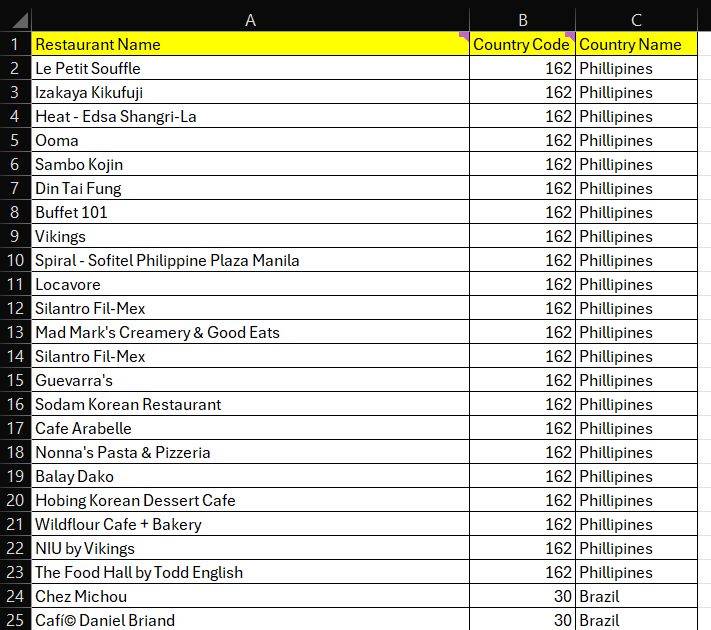 A B C
1 Restaurant Name Country Code Country Name
2 Le Petit Souffle 162 Phillipines
3 Izakaya Kikufuji 162 Phillipines
4 Heat - Edsa Shangri-La 162 Phillipines
5 Ooma 162 Phillipines
6 Sambo Kojin 162 Phillipines
7 Din Tai Fung 162 Phillipines
8 Buffet 101 162 Phillipines
9 Vikings 162 Phillipines
10 Spiral - Sofitel Philippine Plaza Manila 162 Phillipines
11 Locavore 162 Phillipines
12 Silantro Fil-Mex 162 Phillipines
13 Mad Mark's Creamery & Good Eats 162 Phillipines
14 Silantro Fil-Mex 162 Phillipines
15 Guevarra's 162 Phillipines
16 Sodam Korean Restaurant 162 Phillipines
17 Cafe Arabelle 162 Phillipines
18 Nonna's Pasta & Pizzeria 162 Phillipines
19 Balay Dako 162 Phillipines
20 Hobing Korean Dessert Cafe 162 Phillipines
21 Wildflour Cafe + Bakery 162 Phillipines
22 NIU by Vikings 162 Phillipines
23 The Food Hall by Todd English 162 Phillipines
24 Chez Michou 30 Brazil
25 Cafí© Daniel Briand 30 Brazil